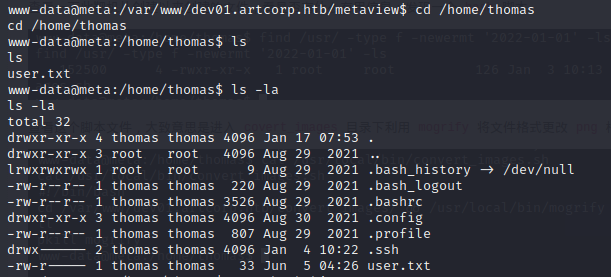 www-data@meta:/var/www/dev01.artcorp.htb/metaview$ cd /home/thomas
cd /home/thomas
www-data@meta:/home/thomas$ ls
ls
user.txt
www-data@meta:/home/thomas$ ls -la
ls -la
total 32
drwxr-xr-x 4 thomas thomas 4096 Jan 17 07:53 .
drwxr-xr-x 3 root   root   4096 Aug 29  2021 ..
lrwxrwxrwx 1 root   root      9 Aug 29  2021 .bash_history -> /dev/null
-rw-r--r-- 1 thomas thomas  220 Aug 29  2021 .bash_logout
-rw-r--r-- 1 thomas thomas 3526 Aug 29  2021 .bashrc
drwxr-xr-x 3 thomas thomas 4096 Aug 30  2021 .config
-rw-r--r-- 1 thomas thomas  807 Aug 29  2021 .profile
drwx------ 2 thomas thomas 4096 Jan  4 10:22 .ssh
-rw-r----- 1 thomas thomas   33 Jun  5 04:26 user.txt